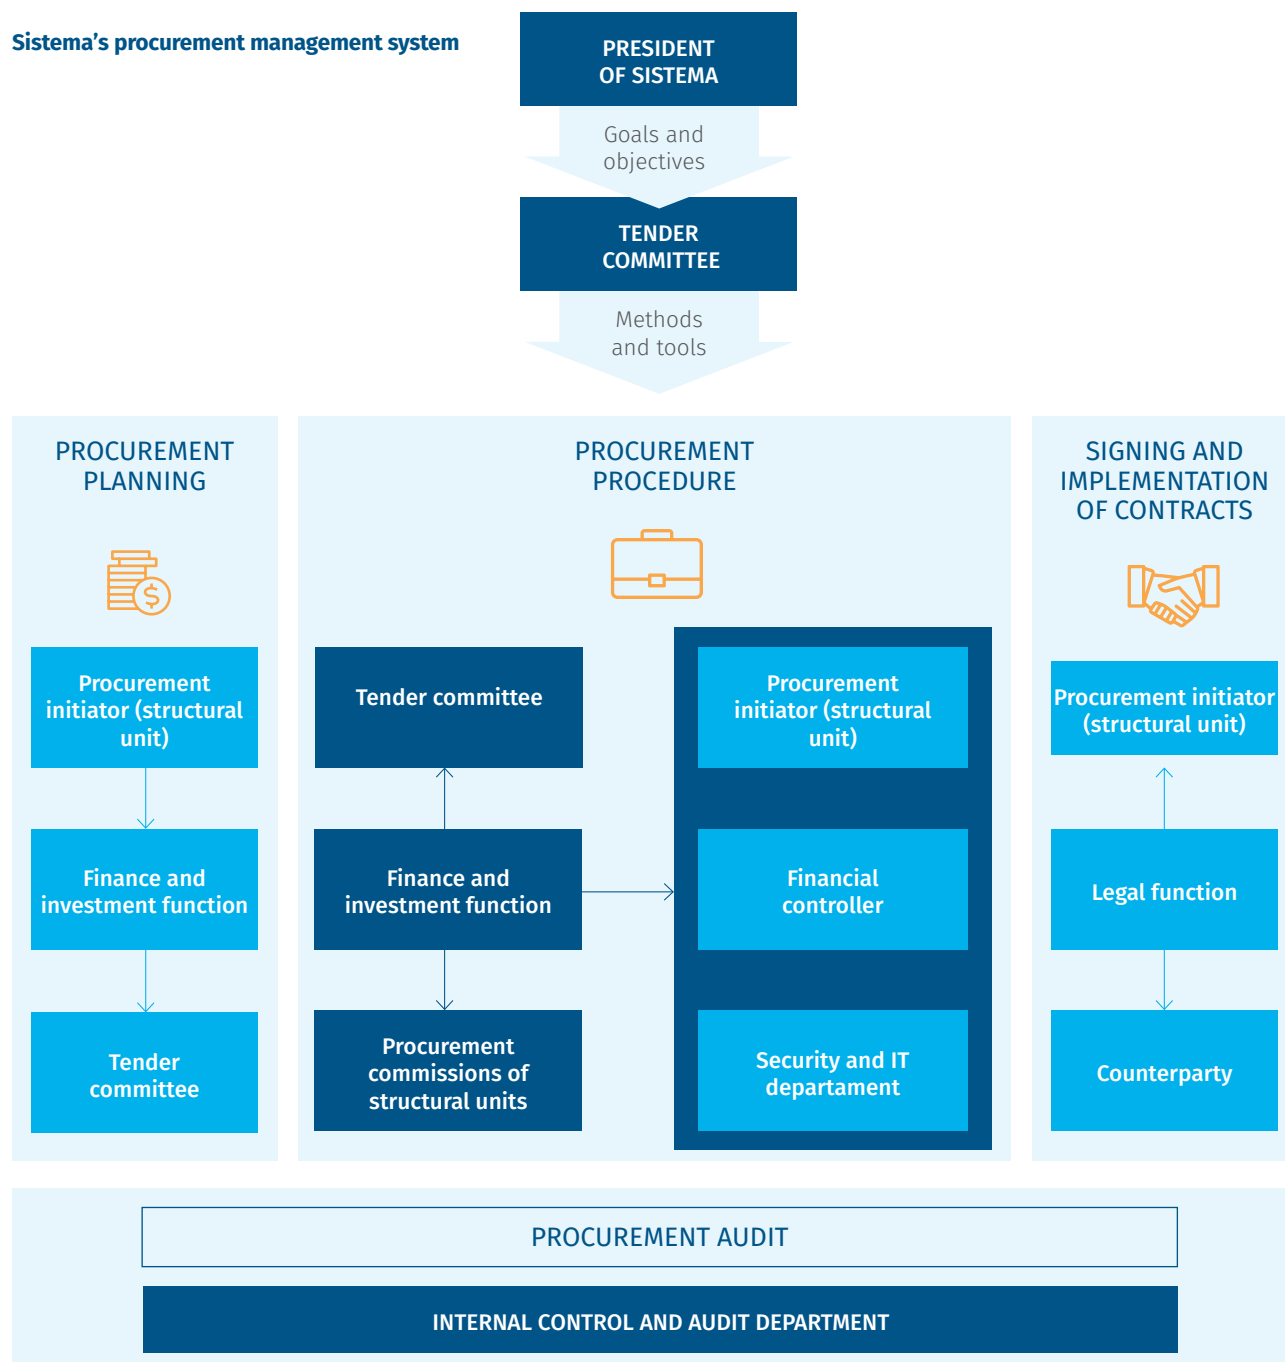 Sistema’s procurement management system
PRESIDENT
OF SISTEMA
Goals and
objectives
TENDER
COMMITTEE
Methods
and tools
PROCUREMENT
PLANNING
Procurement
initiator (structural
unit)
Finance and
investment function
Tender
committee
PROCUREMENT
PROCEDURE
Tender committee
Finance and
investment function
Procurement
commissions of
structural units
Procurement
initiator (structural
unit)
Financial
controller
Security and IT
departament
SIGNING AND
IMPLEMENTATION
OF CONTRACTS
Procurement initiator
(structural unit)
Legal function
Counterparty
PROCUREMENT AUDIT
INTERNAL CONTROL AND AUDIT DEPARTMENT